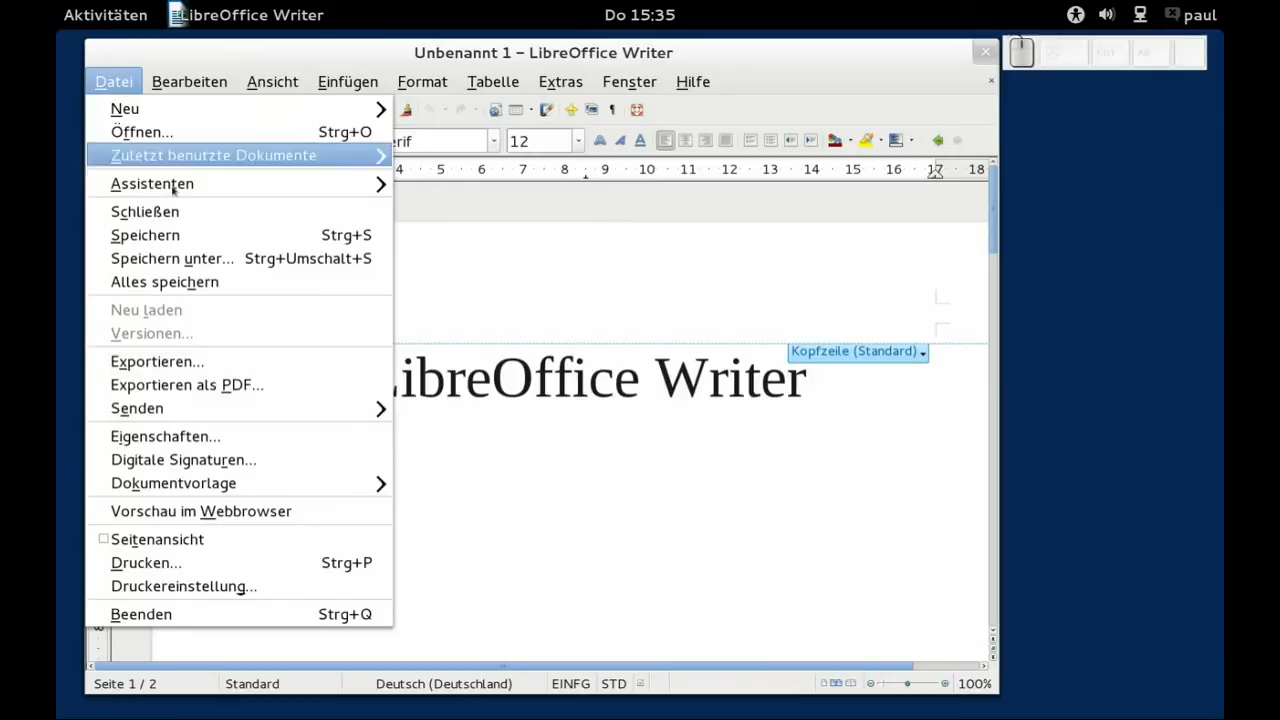 Aktivitäten LibreOffice Writer Do 15:35 paul
Unbenannt 1 – LibreOffice Writer
Datei Bearbeiten Ansicht Einfügen Format Tabelle Extras Fenster Hilfe
Neu
Öffnen... Strg+O
erif 12
Zuletzt benutzte Dokumente
4 5 6 7 8 9 10 11 12 13 14 15 16 17 18
Assistenten
Schließen
Speichern Strg+S
Speichern unter... Strg+Umschalt+S
Alles speichern
Neu laden
Versionen...
Kopfzeile (Standard)
Exportieren...
LibreOffice Writer
Exportieren als PDF...
Senden
Eigenschaften...
Digitale Signaturen...
Dokumentvorlage
Vorschau im Webbrowser
Seitenansicht
Drucken... Strg+P
Druckereinstellung...
Beenden Strg+Q
Seite 1 / 2 Standard Deutsch (Deutschland) EINFG STD 100%